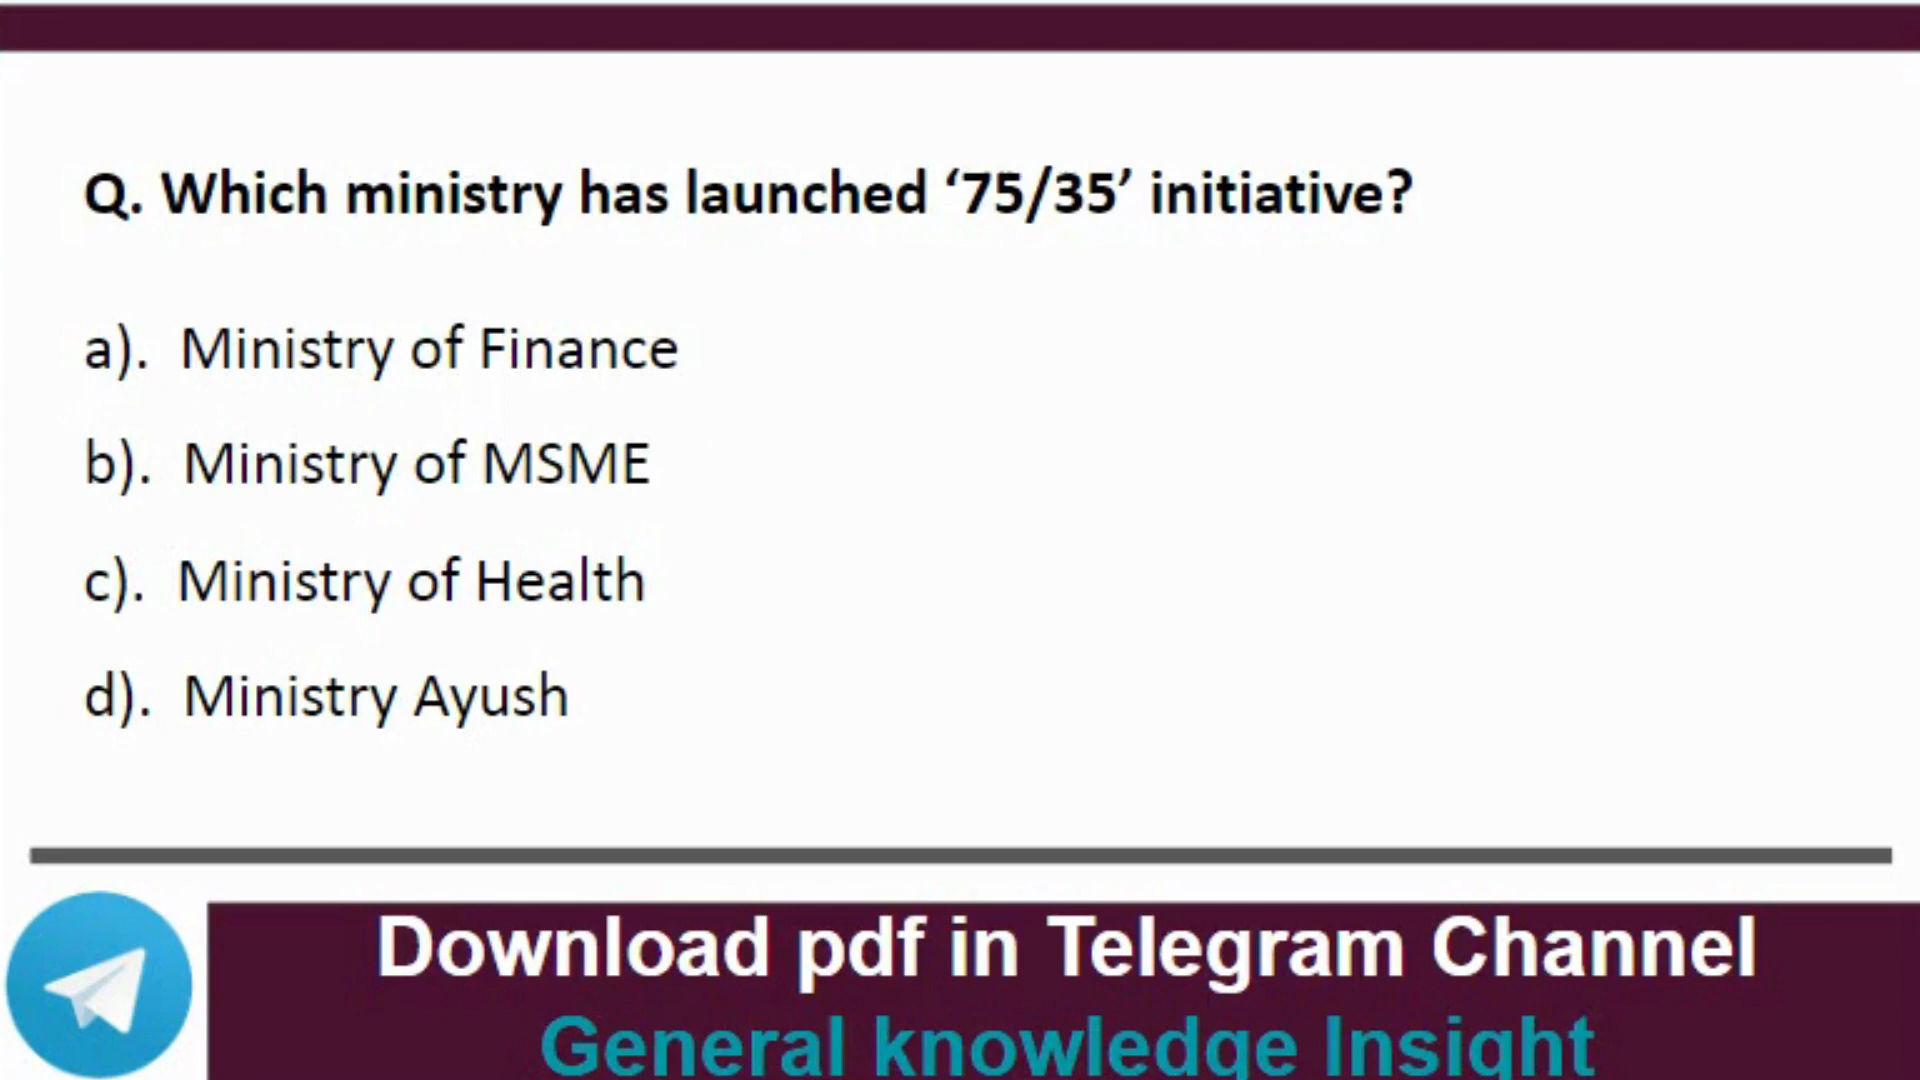 Q. Which ministry has launched ‘75/35’ initiative?
a). Ministry of Finance
b). Ministry of MSME
c). Ministry of Health
d). Ministry Ayush
Download pdf in Telegram Channel
General knowledge Insight